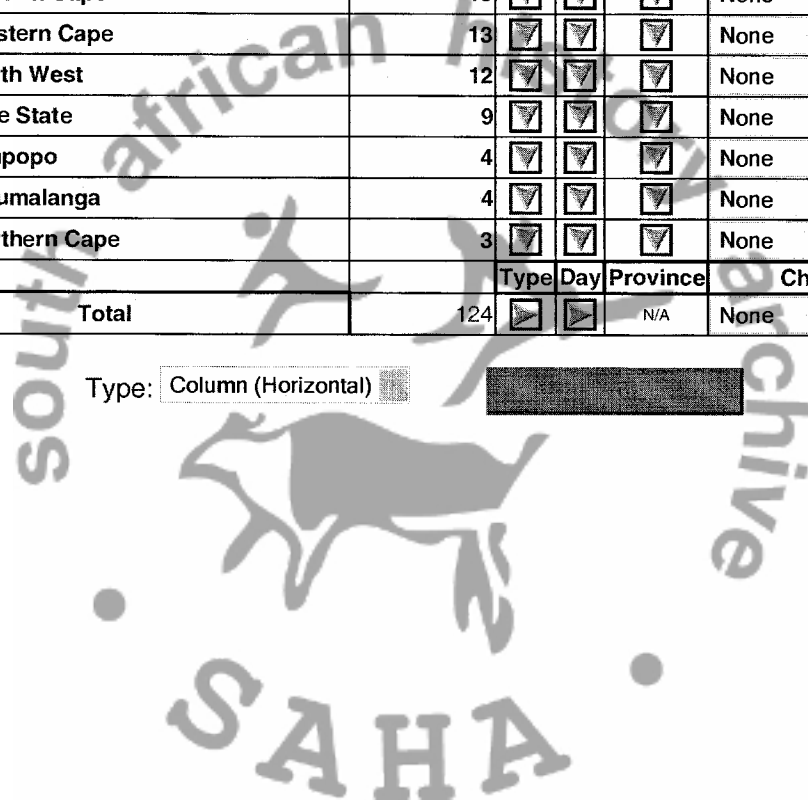 stern Cape 13 None
th West 12 None
e State 9 None
popo 4 None
umalanga 4 None
thern Cape 3 None
Type Day Province Ch
Total 124 N/A None
Type: Column (Horizontal)
south african history archive
SAHA